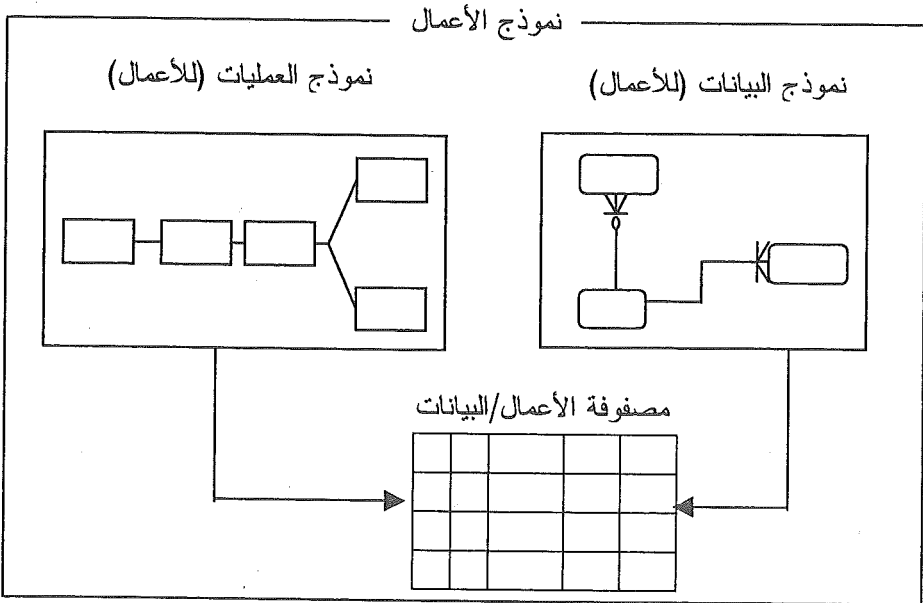 نموذج الأعمال
نموذج البيانات (للأعمال)
نموذج العمليات (للأعمال)
مصفوفة الأعمال/البيانات